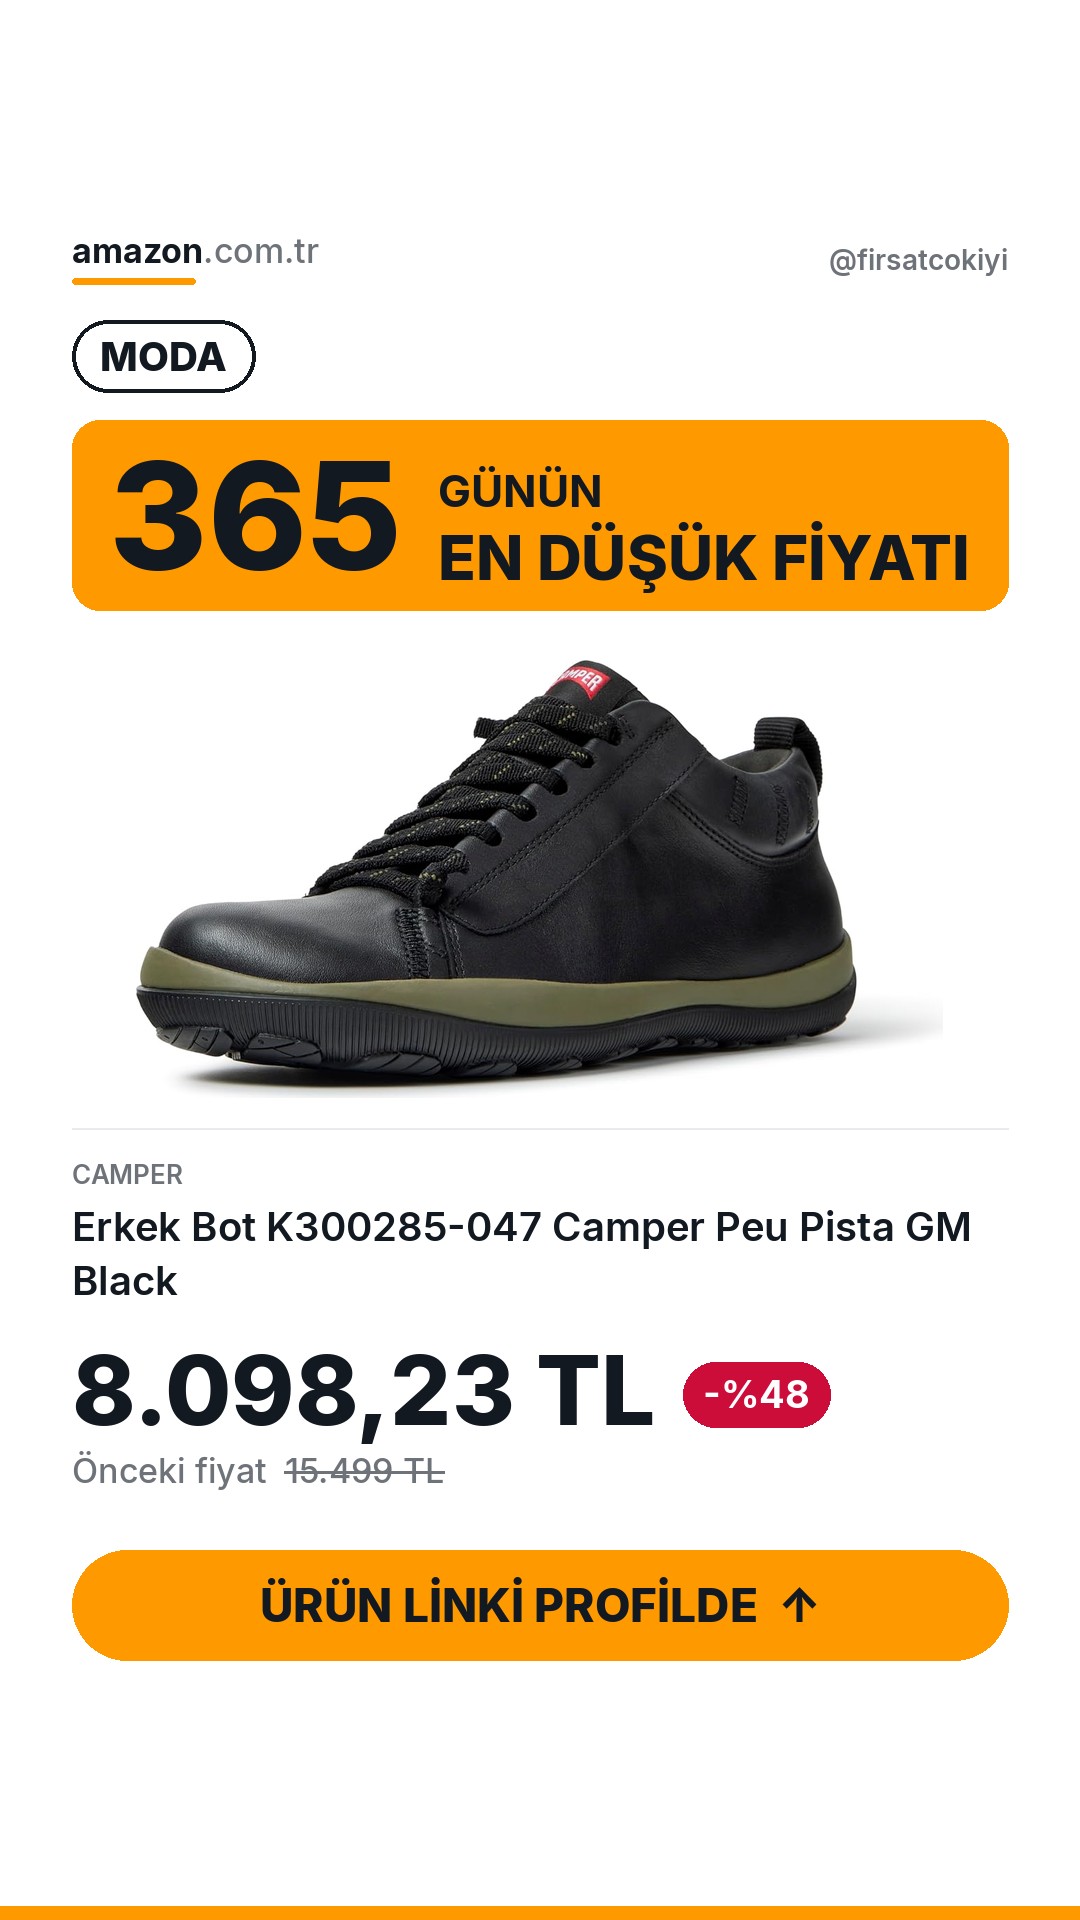 amazon.com.tr
@firsatcokiyi
MODA
365 GÜNÜN
EN DÜŞÜK FİYATI
CAMPER
Erkek Bot K300285-047 Camper Peu Pista GM
Black
8.098,23 TL -%48
Önceki fiyat 15.499 TL
ÜRÜN LİNKİ PROFİLDE ↑